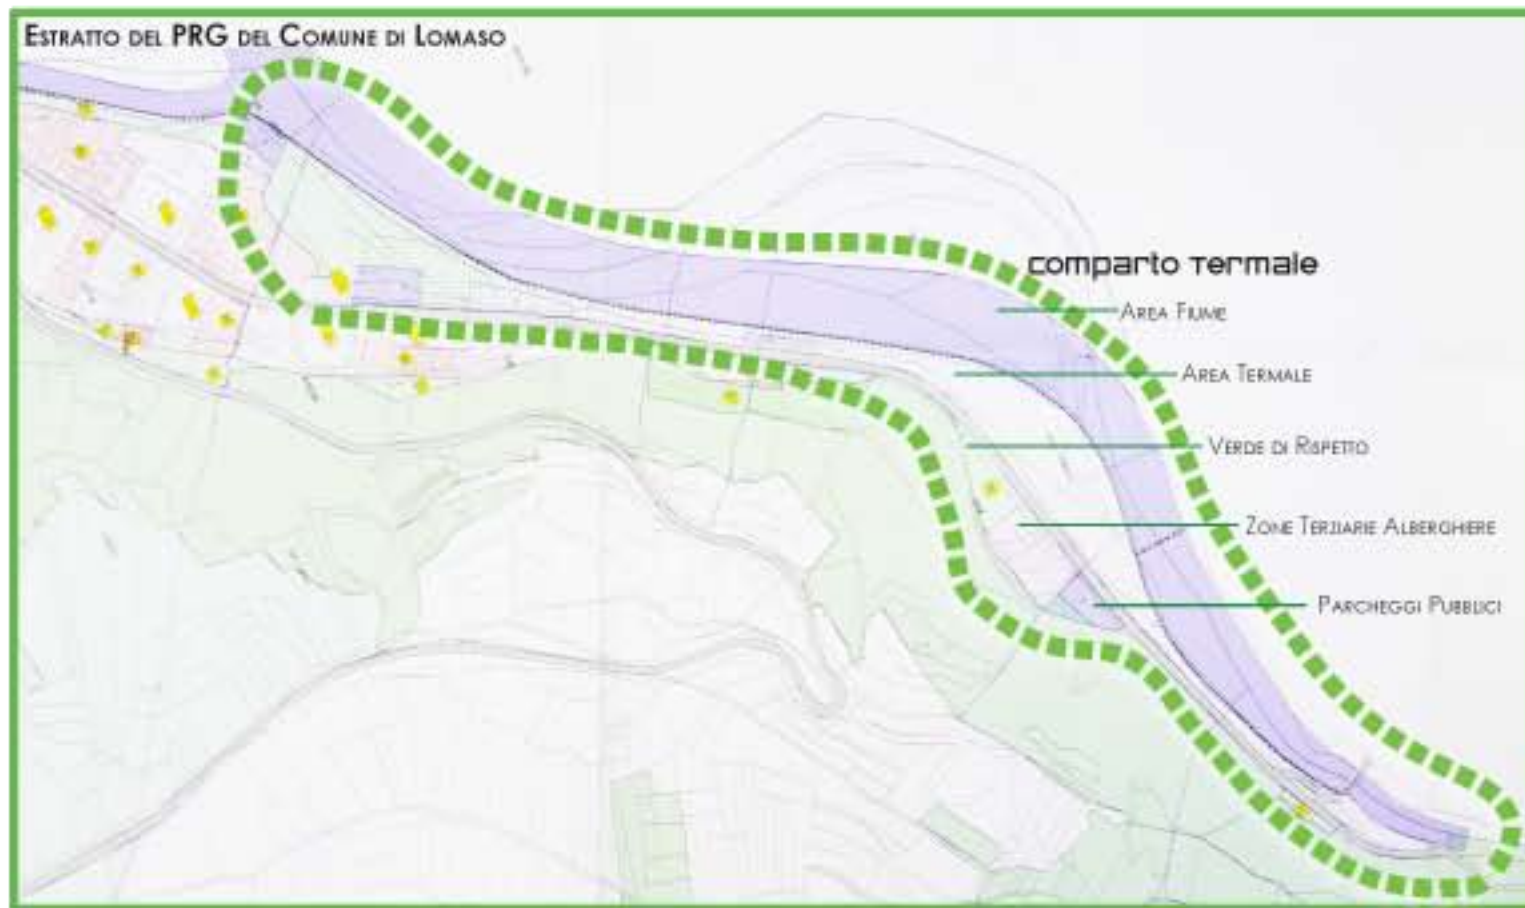 ESTRATTO DEL PRG DEL COMUNE DI LOMASO
comparto Termale
AREA FIUME
AREA TERMALE
VERDE DI RISPETTO
ZONE TERZIARIE ALBERGHIERE
PARCHEGGI PUBBLICI